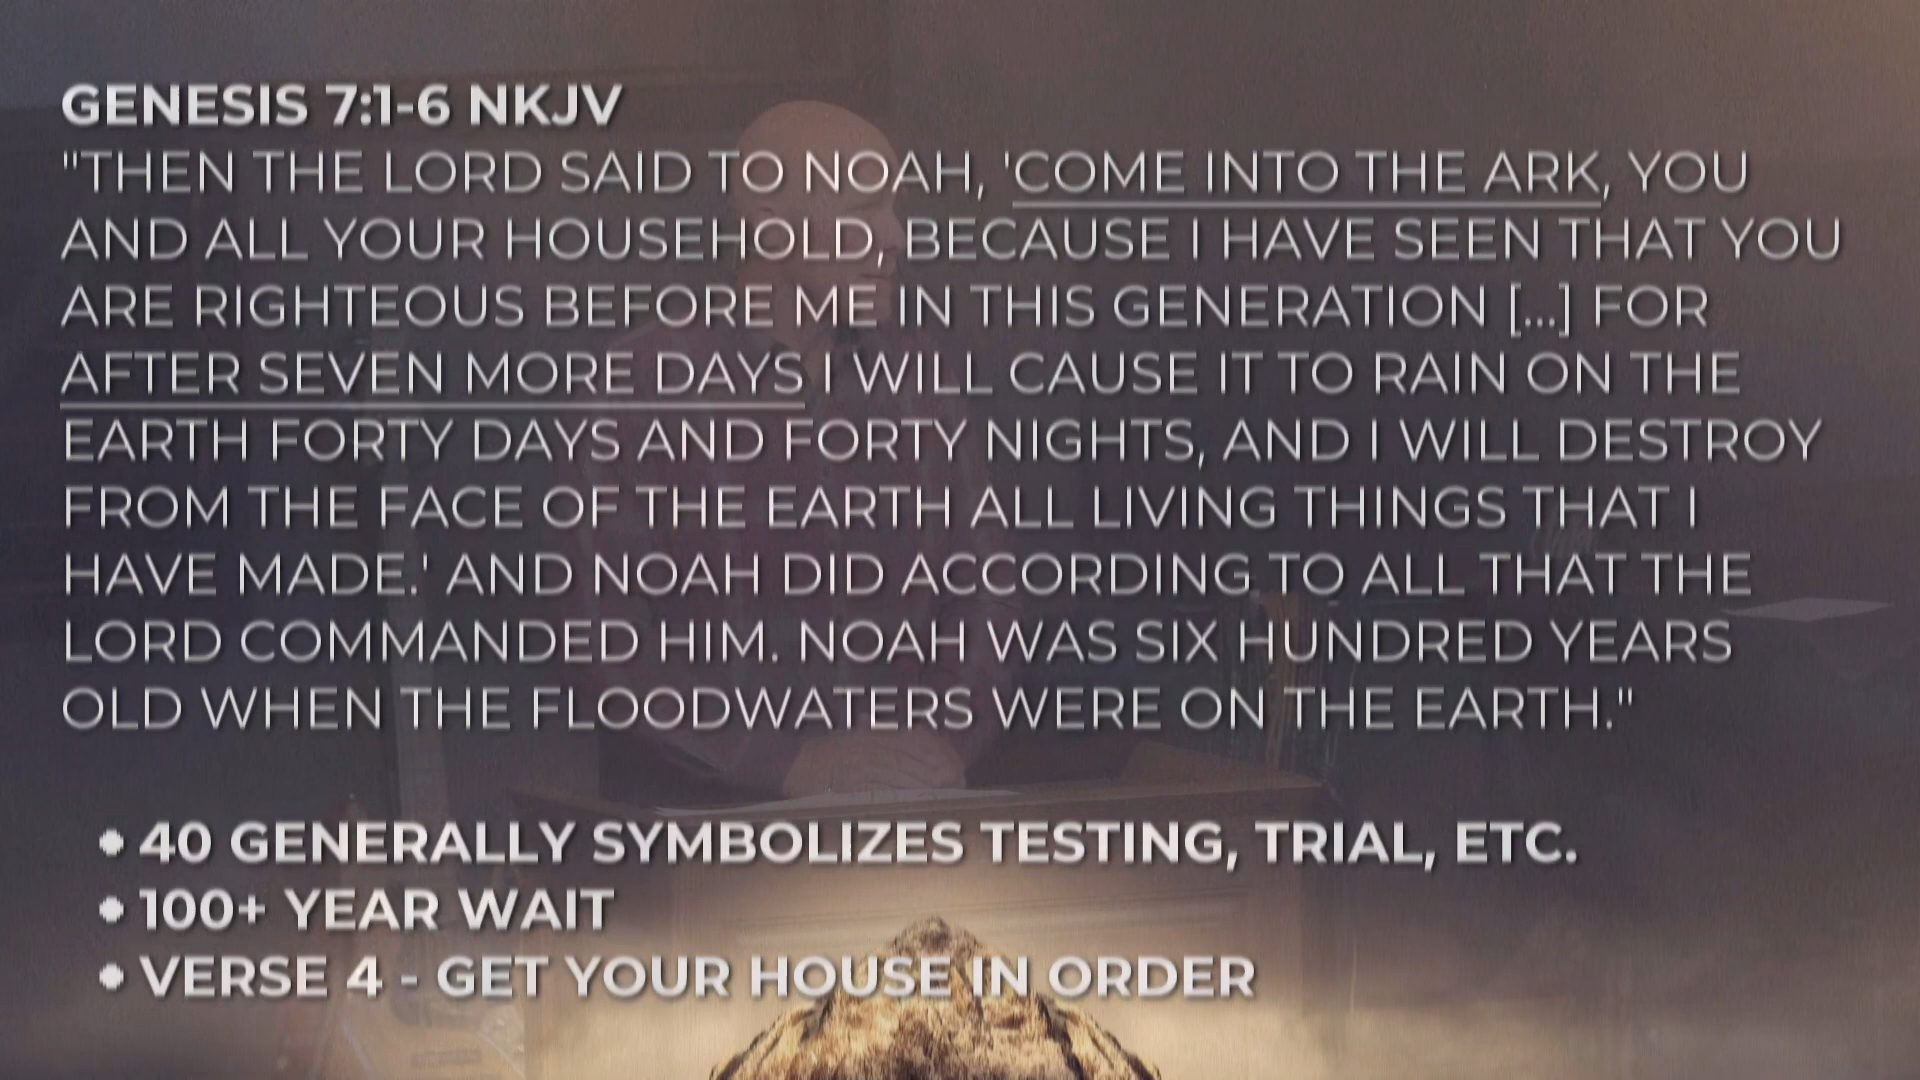 GENESIS 7:1-6 NKJV
"THEN THE LORD SAID TO NOAH, 'COME INTO THE ARK, YOU
AND ALL YOUR HOUSEHOLD, BECAUSE I HAVE SEEN THAT YOU
ARE RIGHTEOUS BEFORE ME IN THIS GENERATION [...] FOR
AFTER SEVEN MORE DAYS I WILL CAUSE IT TO RAIN ON THE
EARTH FORTY DAYS AND FORTY NIGHTS, AND I WILL DESTROY
FROM THE FACE OF THE EARTH ALL LIVING THINGS THAT I
HAVE MADE.' AND NOAH DID ACCORDING TO ALL THAT THE
LORD COMMANDED HIM. NOAH WAS SIX HUNDRED YEARS
OLD WHEN THE FLOODWATERS WERE ON THE EARTH."
• 40 GENERALLY SYMBOLIZES TESTING, TRIAL, ETC.
• 100+ YEAR WAIT
• VERSE 4 - GET YOUR HOUSE IN ORDER